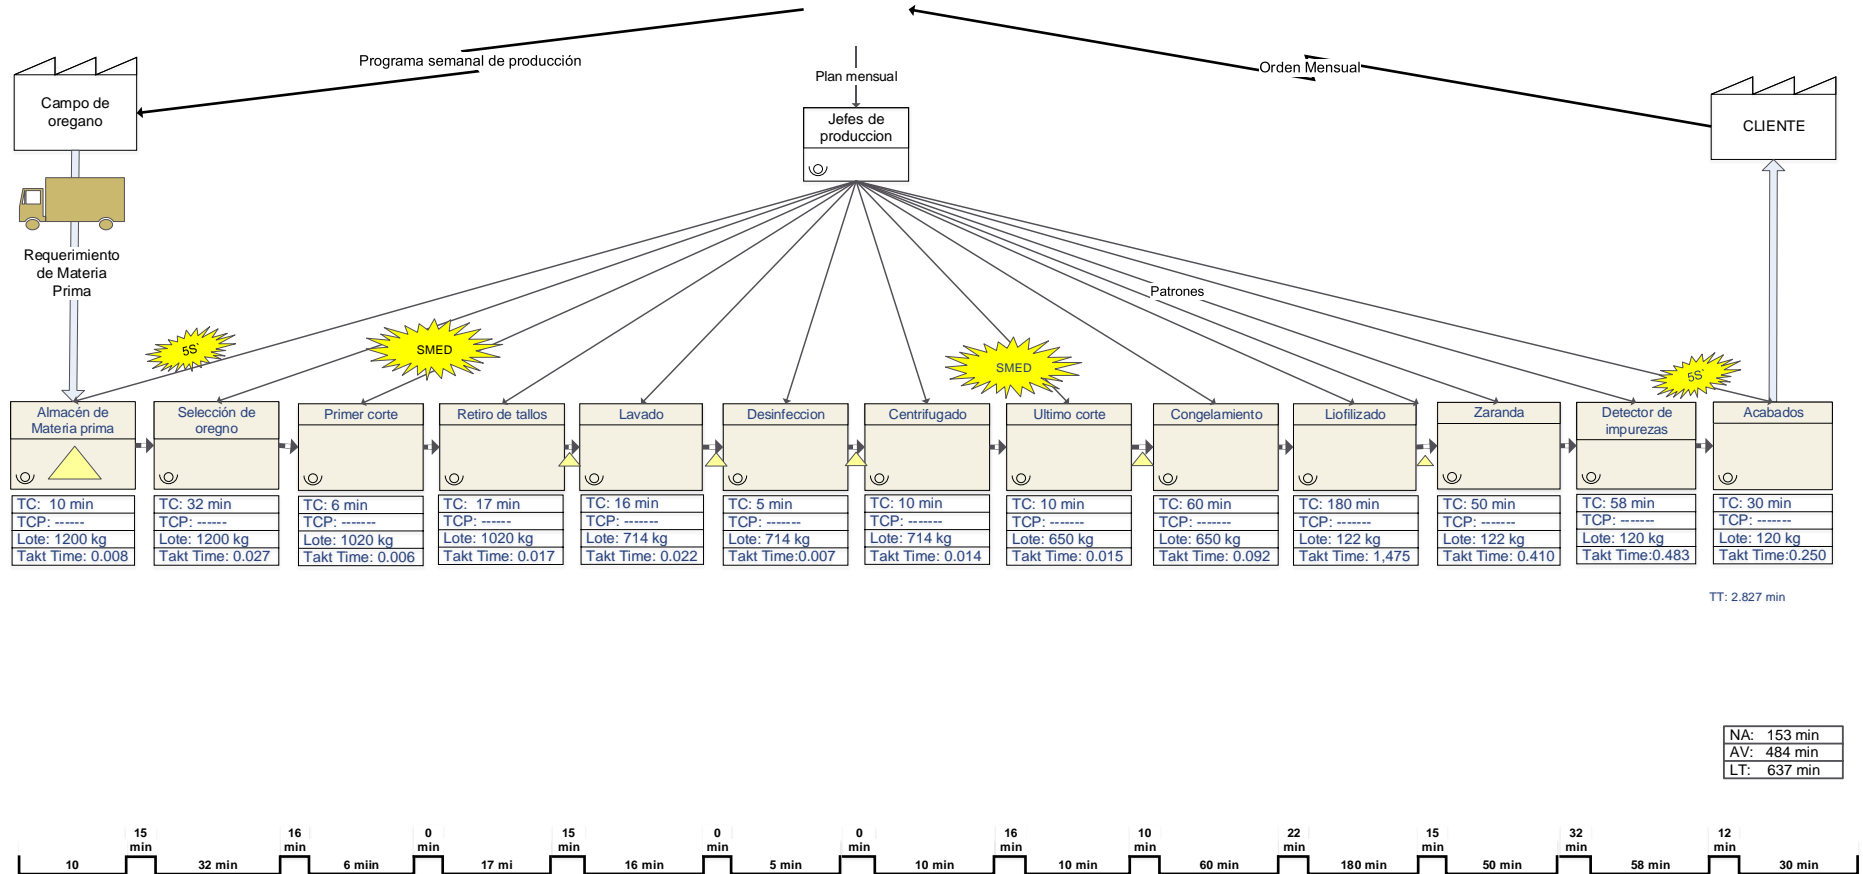 Programa semanal de producción
Plan mensual
Orden Mensual
Campo de
oregano
Jefes de
produccion
CLIENTE
Requerimiento
de Materia
Prima
Patrones
5S`
SMED
SMED
5S`
Almacén de
Materia prima
TC:  10 min
TCP: ------
Lote: 1200 kg
Takt Time: 0.008
Selección de
oregno
TC: 32 min
TCP: ------
Lote: 1200 kg
Takt Time: 0.027
Primer corte
TC: 6 min
TCP: -------
Lote: 1020 kg
Takt Time: 0.006
Retiro de tallos
TC:  17 min
TCP: ------
Lote: 1020 kg
Takt Time: 0.017
Lavado
TC: 16 min
TCP: -------
Lote: 714 kg
Takt Time: 0.022
Desinfeccion
TC: 5 min
TCP: -------
Lote: 714 kg
Takt Time:0.007
Centrifugado
TC: 10 min
TCP: -------
Lote: 714 kg
Takt Time: 0.014
Ultimo corte
TC: 10 min
TCP: -------
Lote: 650 kg
Takt Time: 0.015
Congelamiento
TC: 60 min
TCP: -------
Lote: 650 kg
Takt Time: 0.092
Liofilizado
TC: 180 min
TCP: -------
Lote: 122 kg
Takt Time: 1,475
Zaranda
TC: 50 min
TCP: -------
Lote: 122 kg
Takt Time: 0.410
Detector de
impurezas
TC: 58 min
TCP: -------
Lote: 120 kg
Takt Time:0.483
Acabados
TC: 30 min
TCP: -------
Lote: 120 kg
Takt Time:0.250
TT: 2.827 min
NA:   153 min
AV:   484 min
LT:    637 min
15
min
16
min
0
min
15
min
0
min
0
min
16
min
10
min
22
min
15
min
32
min
12
min
10
32 min
6 miin
17 mi
16 min
5 min
10 min
10 min
60 min
180 min
50 min
58 min
30 min